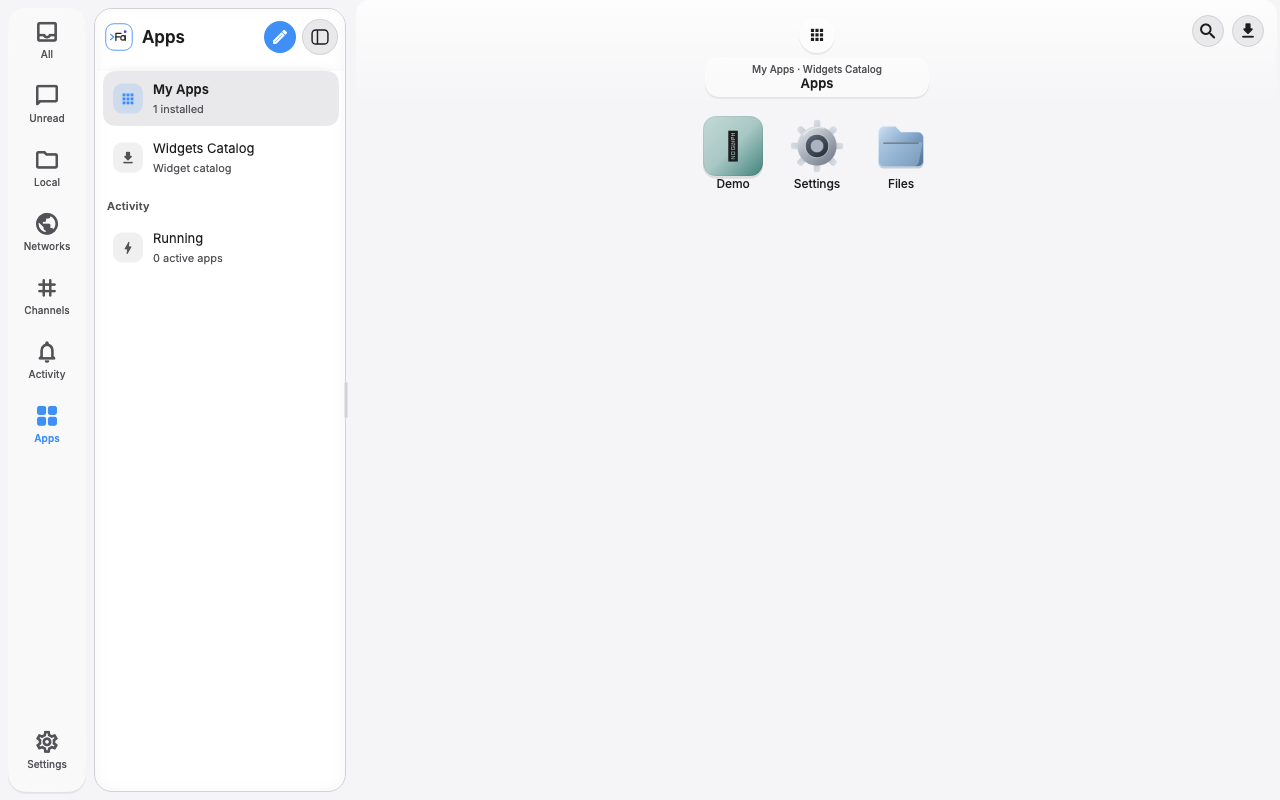 All
Unread
Local
Networks
Channels
Activity
Apps
Settings
>Fa
Apps
My Apps
1 installed
Widgets Catalog
Widget catalog
Activity
Running
0 active apps
My Apps · Widgets Catalog
Apps
Demo
Settings
Files